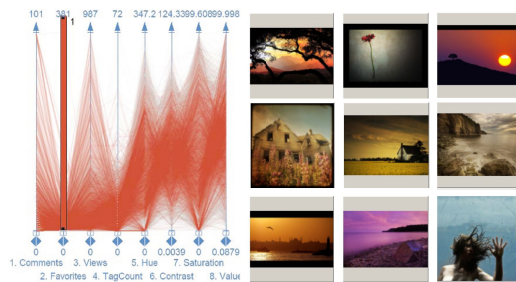 101 381 987 72 347.2 124.3399.60899.998
1
0 0 0 0 0 0.0039 0 0.0879
1. Comments 3. Views 5. Hue 7. Saturation
2. Favorites 4. TagCount 6. Contrast 8. Value